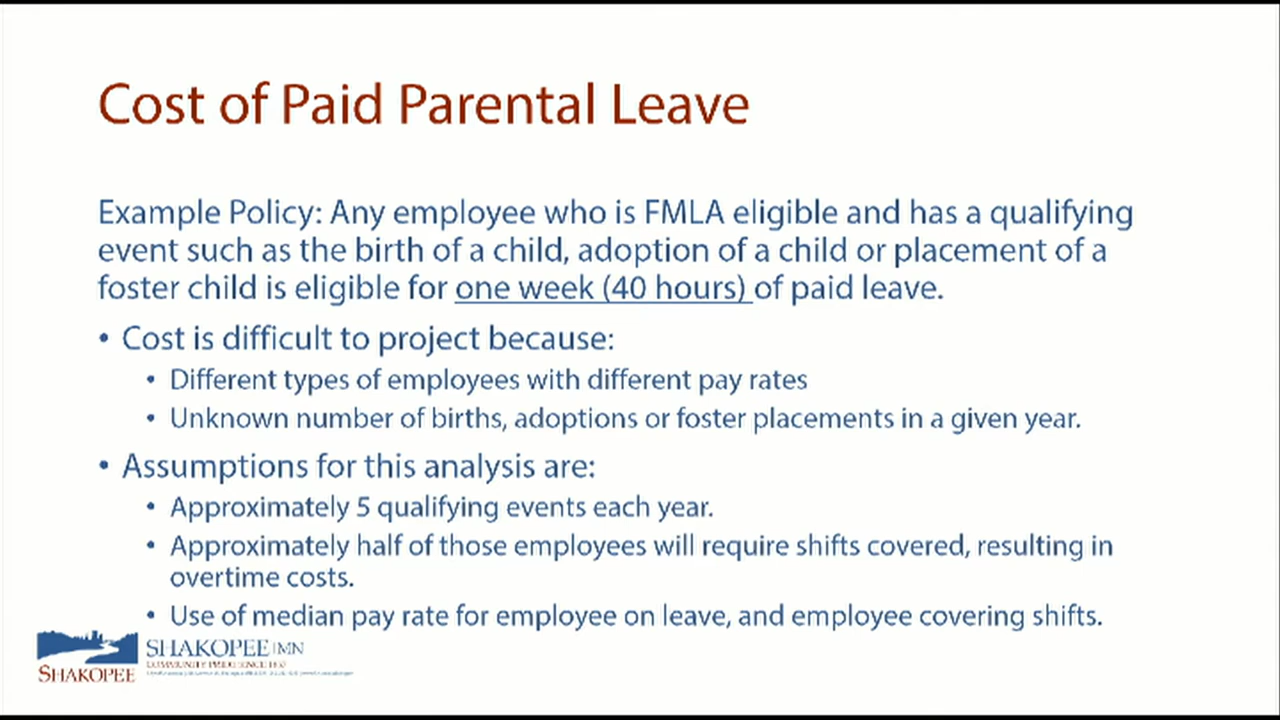 Cost of Paid Parental Leave
Example Policy: Any employee who is FMLA eligible and has a qualifying
event such as the birth of a child, adoption of a child or placement of a
foster child is eligible for one week (40 hours) of paid leave.
• Cost is difficult to project because:
• Different types of employees with different pay rates
• Unknown number of births, adoptions or foster placements in a given year.
• Assumptions for this analysis are:
• Approximately 5 qualifying events each year.
• Approximately half of those employees will require shifts covered, resulting in
overtime costs.
• Use of median pay rate for employee on leave, and employee covering shifts.
SHAKOPEE
SHAKOPEE | MN
COMMUNITY PRIDE SINCE 1857